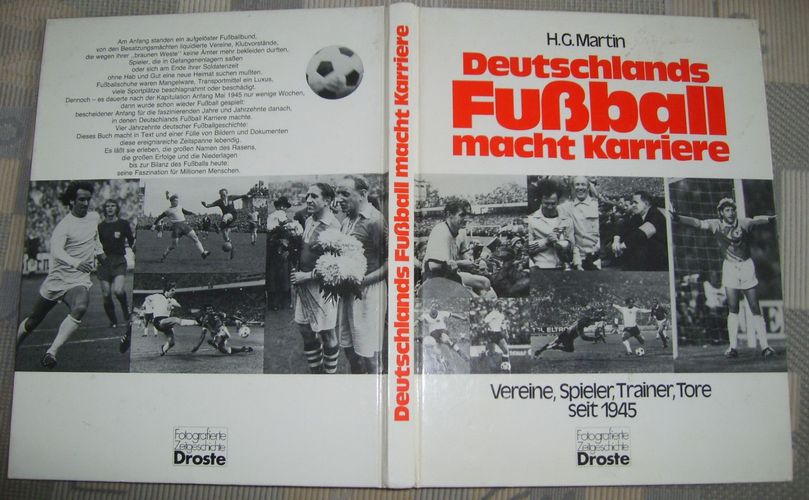 Am Anfang standen ein aufgelöster Fußballbund,
von den Besatzungsmächten liquidierte Vereine, Klubvorstände,
die wegen ihrer „braunen Weste" keine Ämter mehr bekleiden durften,
Spieler, die in Gefangenenlagern saßen
oder sich am Ende ihrer Soldatenzeit
ohne Hab und Gut eine neue Heimat suchen mußten.
Fußballschuhe waren Mangelware, Transportmittel ein Luxus,
viele Sportplätze beschlagnahmt oder beschädigt.
Dennoch – es dauerte nach der Kapitulation Anfang Mai 1945 nur wenige Wochen,
dann wurde schon wieder Fußball gespielt:
bescheidener Anfang für die faszinierenden Jahre und Jahrzehnte danach,
in denen Deutschlands Fußball Karriere machte.
Vier Jahrzehnte deutscher Fußballgeschichte:
Dieses Buch macht in Text und einer Fülle von Bildern und Dokumenten
diese ereignisreiche Zeitspanne lebendig.
Es läßt sie erleben, die großen Namen des Rasens,
die großen Erfolge und die Niederlagen
bis zur Bilanz des Fußballs heute:
seine Faszination für Millionen Menschen.
Fotografierte
Zeitgeschichte
Droste
Deutschlands Fußball macht Karriere
H.G. Martin
Deutschlands
Fußball
macht Karriere
Vereine, Spieler, Trainer, Tore
seit 1945
Fotografierte
Zeitgeschichte
Droste